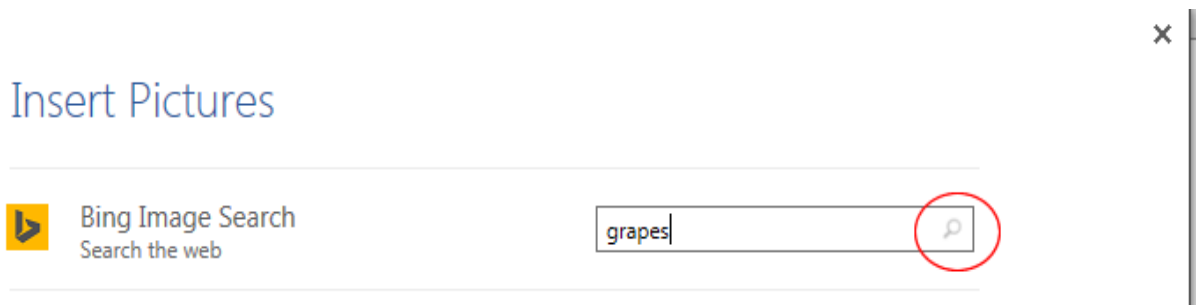 Insert Pictures
Bing Image Search
grapes
Search the web